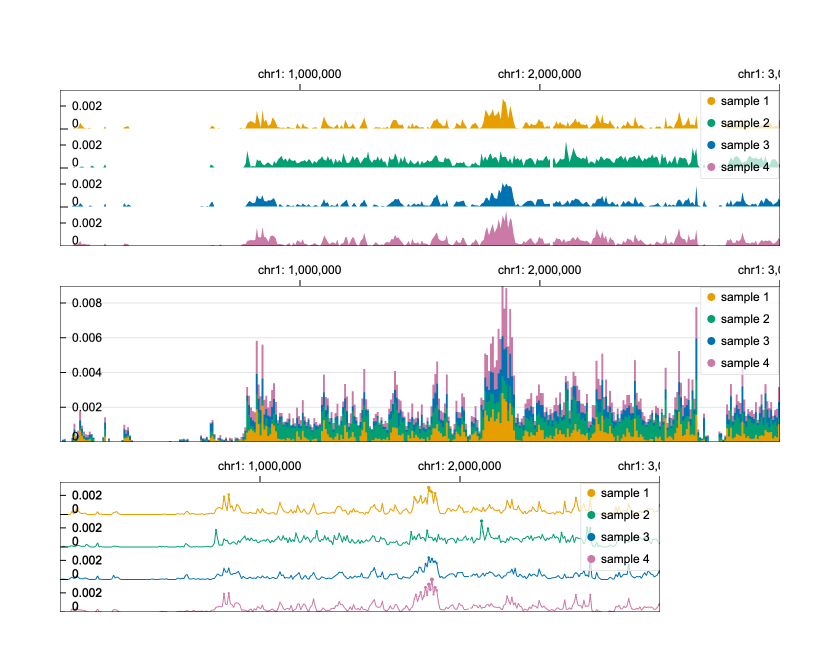 chr1: 1,000,000 chr1: 2,000,000 chr1: 3,0
0.002 sample 1
0 sample 2
0.002 sample 3
0 sample 4
0.002
0
0.002
0
chr1: 1,000,000 chr1: 2,000,000 chr1: 3,0
0.008 sample 1
sample 2
0.006 sample 3
sample 4
0.004
0.002
0
chr1: 1,000,000 chr1: 2,000,000 chr1: 3,0
0.002 sample 1
0 sample 2
0.002 sample 3
0 sample 4
0.002
0
0.002
0